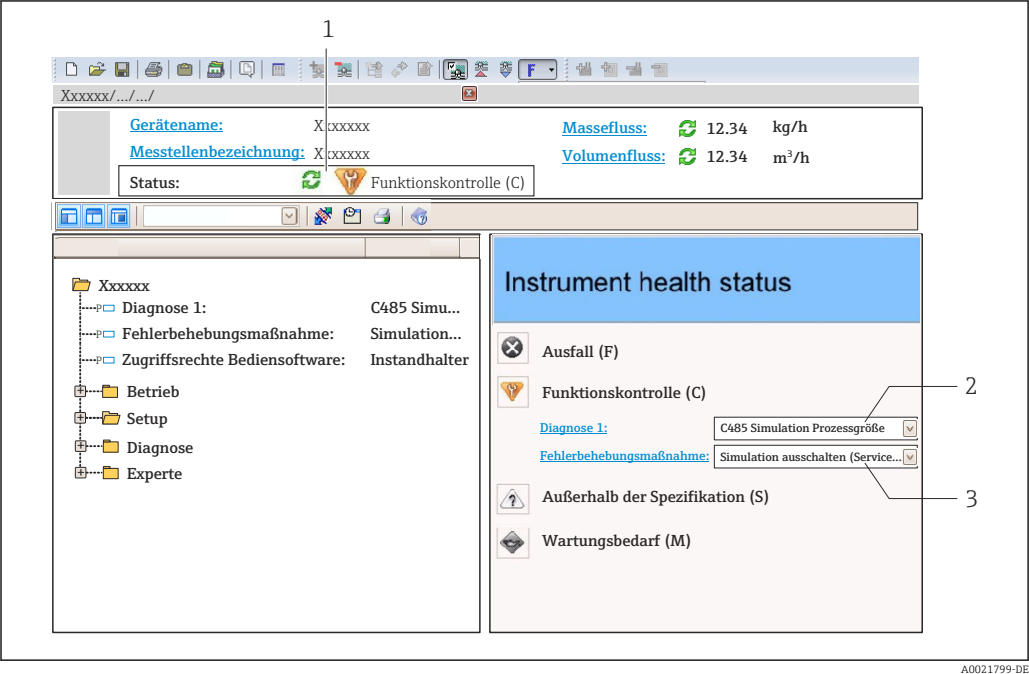 1
F
Xxxxxx/.../.../
Gerätename: Xxxxxxx Massefluss: 12.34 kg/h
Messtellenbezeichnung: Xxxxxxx Volumenfluss: 12.34 m³/h
Status: Funktionskontrolle (C)
Xxxxxx
P Diagnose 1: C485 Simu...
P Fehlerbehebungsmaßnahme: Simulation...
P Zugriffsrechte Bediensoftware: Instandhalter
Betrieb
Setup
Diagnose
Experte
Instrument health status
Ausfall (F)
Funktionskontrolle (C)
2
Diagnose 1: C485 Simulation Prozessgröße
Fehlerbehebungsmaßnahme: Simulation ausschalten (Service...
3
Außerhalb der Spezifikation (S)
Wartungsbedarf (M)
A0021799-DE